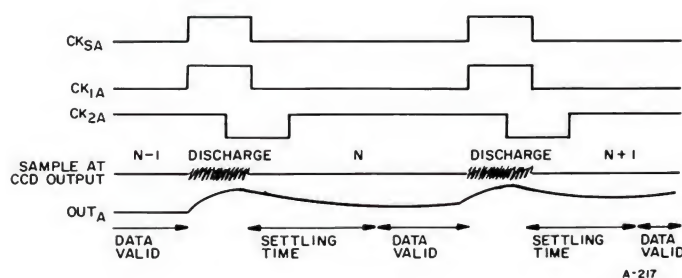 CK_SA
CK_1A
CK_2A
N-1 DISCHARGE N DISCHARGE N+1
SAMPLE AT
CCD OUTPUT
OUT_A
DATA VALID SETTLING TIME DATA VALID SETTLING TIME DATA VALID
A-217